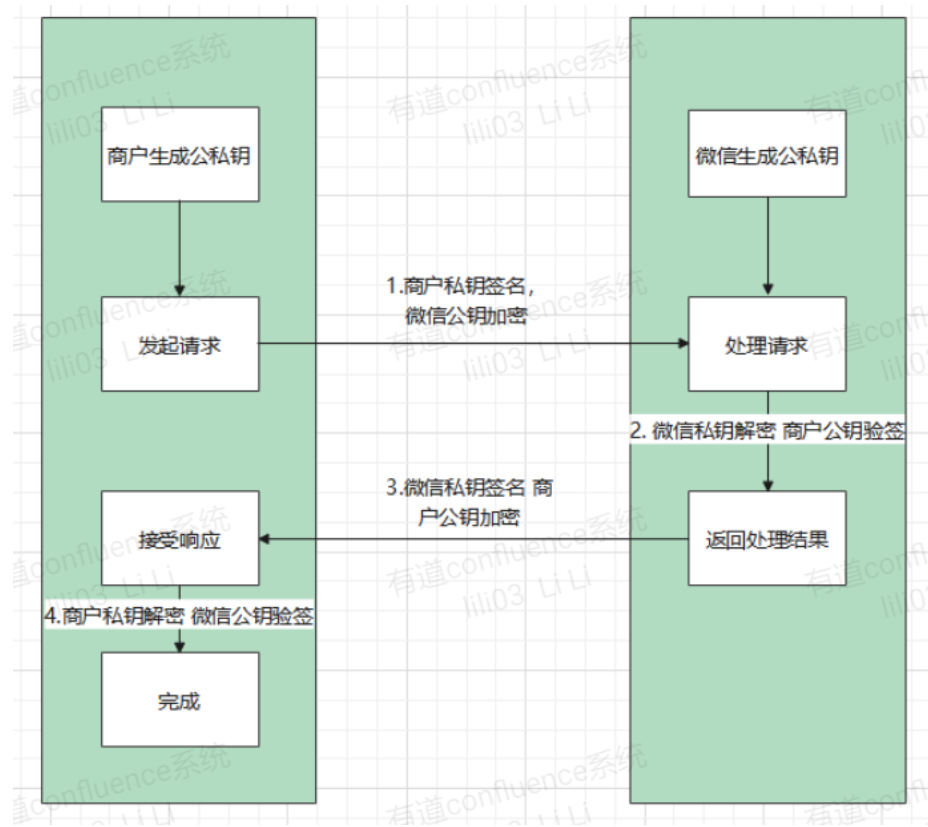 商户生成公私钥
微信生成公私钥
1.商户私钥签名，
微信公钥加密
发起请求
处理请求
2. 微信私钥解密 商户公钥验签
3.微信私钥签名 商
户公钥加密
接受响应
返回处理结果
4.商户私钥解密 微信公钥验签
完成
有道confluence系统
lili03 Li Li